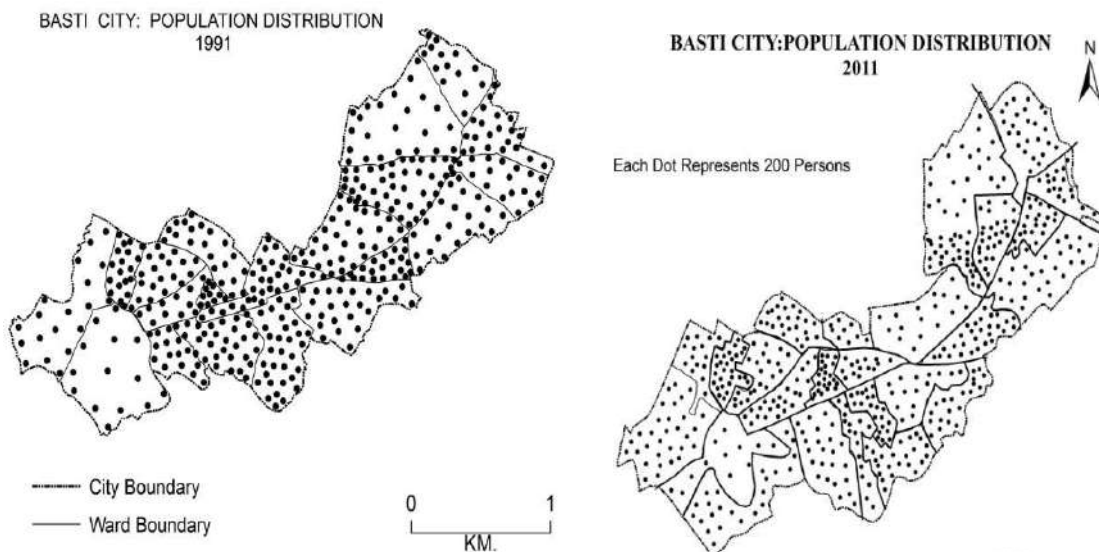 BASTI CITY: POPULATION DISTRIBUTION
1991
City Boundary
Ward Boundary
0 1
KM.
BASTI CITY:POPULATION DISTRIBUTION
2011
N
Each Dot Represents 200 Persons